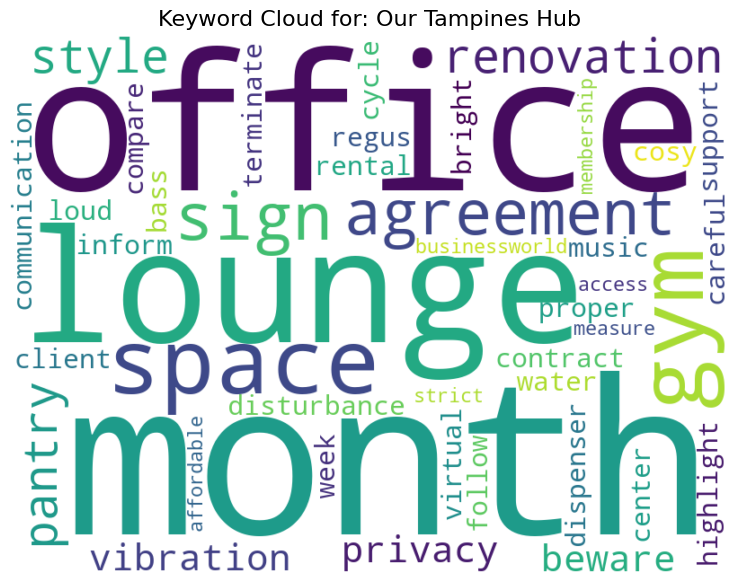 Keyword Cloud for: Our Tampines Hub
style
office
renovation
communication
compare
terminate
cycle
regus
rental
bright
membership
cosy
support
loud
bass
sign
agreement
careful
inform
lounge
businessworld
music
access
proper
measure
gym
client
space
contract
water
strict
disturbance
pantry
month
affordable
week
virtual
follow
dispenser
center
highlight
vibration
privacy
beware